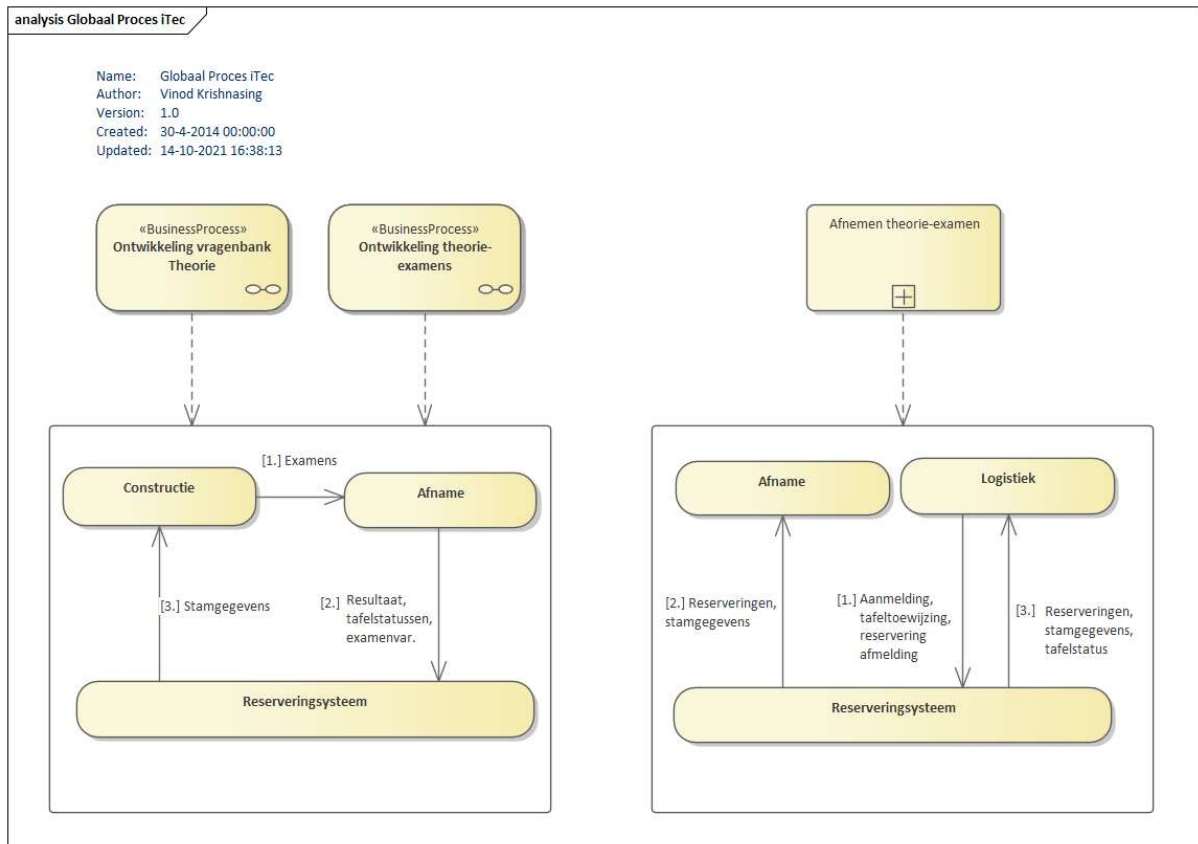 analysis Globaal Proces iTec
Name: Globaal Proces iTec
Author: Vinod Krishnasing
Version: 1.0
Created: 30-4-2014 00:00:00
Updated: 14-10-2021 16:38:13
«BusinessProcess»
Ontwikkeling vragenbank
Theorie
«BusinessProcess»
Ontwikkeling theorie-
examens
Afnemen theorie-examen
[1.] Examens
Constructie
Afname
[3.] Stamgegevens
[2.] Resultaat,
tafelstatussen,
examenvar.
Reserveringsysteem
Afname
Logistiek
[2.] Reserveringen,
stamgegevens
[1.] Aanmelding,
tafeltoewijzing,
reservering
afmelding
[3.] Reserveringen,
stamgegevens,
tafelstatus
Reserveringsysteem